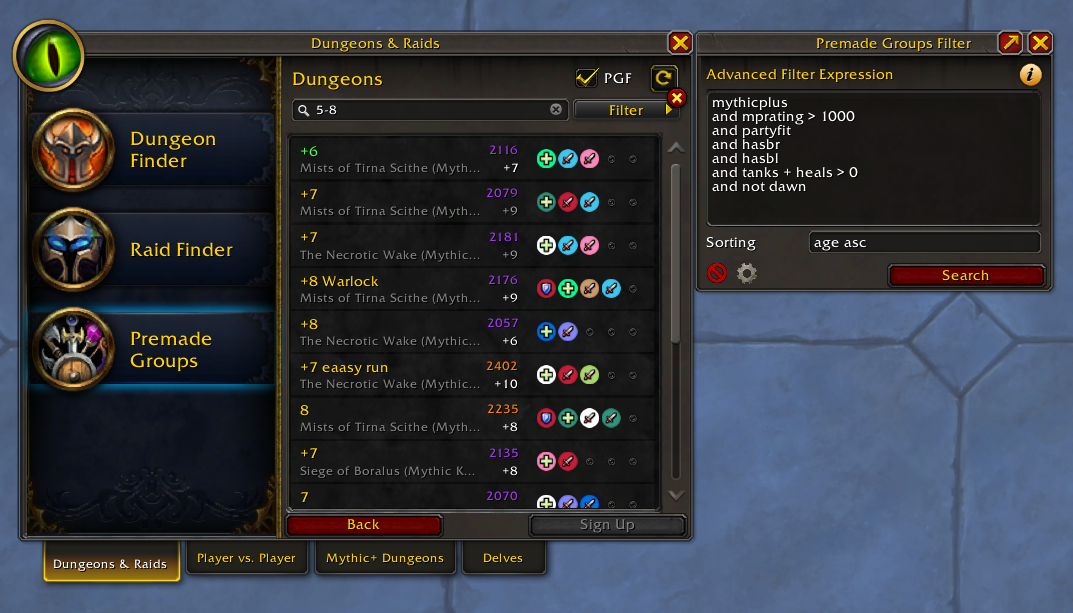 Dungeons & Raids
Dungeon
Finder
Raid Finder
Premade
Groups
Dungeons
PGF
5-8
Filter
+6
2116
Mists of Tirna Scithe (Myth...
+7
+7
2079
Mists of Tirna Scithe (Myth...
+9
+7
2181
The Necrotic Wake (Mythic...
+9
+8 Warlock
2176
Mists of Tirna Scithe (Myth...
+9
+8
2057
The Necrotic Wake (Mythic...
+6
+7 eaasy run
2402
The Necrotic Wake (Mythic...
+10
8
2235
Mists of Tirna Scithe (Myth...
+8
+7
2135
Siege of Boralus (Mythic K...
+8
7
2070
Back
Sign Up
Dungeons & Raids
Player vs. Player
Mythic+ Dungeons
Delves
Premade Groups Filter
Advanced Filter Expression
i
mythicplus
and mprating > 1000
and partyfit
and hasbr
and hasbl
and tanks + heals > 0
and not dawn
Sorting
age asc
Search